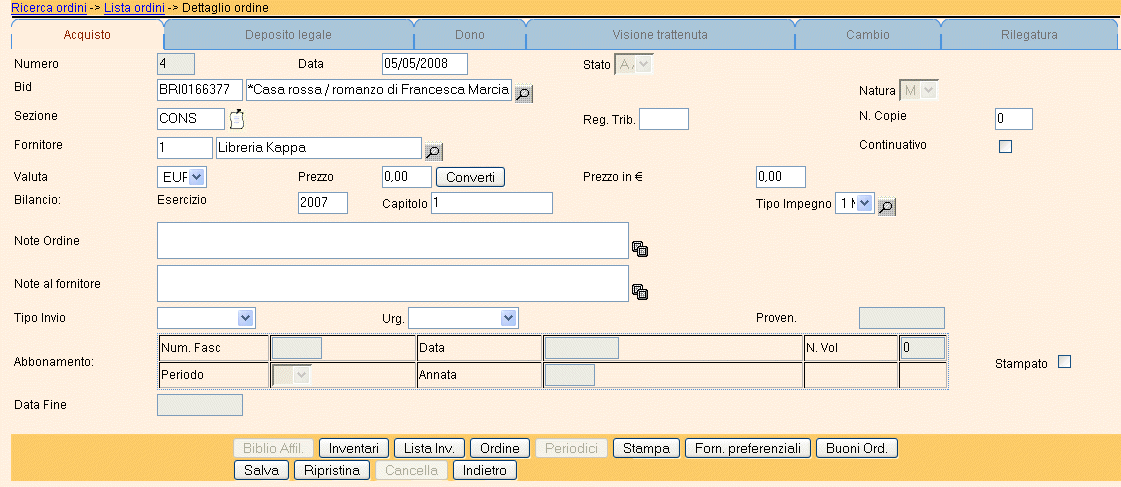 Ricerca ordini -> Lista ordini -> Dettaglio ordine
Acquisto Deposito legale Dono Visione trattenuta Cambio Rilegatura
Numero 4 Data 05/05/2008 Stato A
Bid BRI0166377 *Casa rossa / romanzo di Francesca Marcia Natura M
Sezione CONS Reg. Trib. N. Copie 0
Fornitore 1 Libreria Kappa Continuativo
Valuta EUR Prezzo 0,00 Converti Prezzo in € 0,00
Bilancio: Esercizio 2007 Capitolo 1 Tipo Impegno 1
Note Ordine
Note al fornitore
Tipo Invio Urg. Proven.
Abbonamento: Num. Fasc Data N. Vol 0
Periodo Annata Stampato
Data Fine
Biblio Affil. Inventari Lista Inv. Ordine Periodici Stampa Forn. preferenziali Buoni Ord.
Salva Ripristina Cancella Indietro